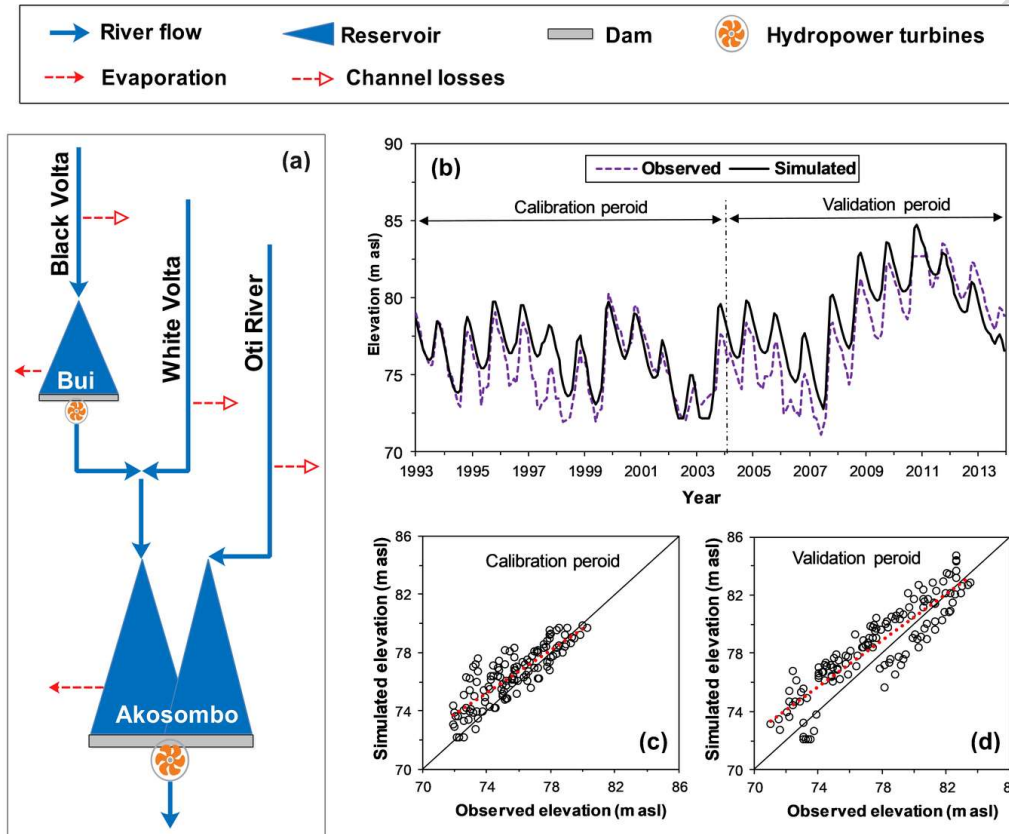 River flow Reservoir Dam Hydropower turbines
Evaporation Channel losses
(a)
Black Volta
White Volta
Oti River
Bui
Akosombo
(b)
Observed Simulated
Calibration peroid Validation peroid
Elevation (m asl)
90
85
80
75
70
1993 1995 1997 1999 2001 2003 2005 2007 2009 2011 2013
Year
Calibration peroid
(c)
Simulated elevation (m asl)
86
82
78
74
70
70 74 78 82 86
Observed elevation (m asl)
Validation peroid
(d)
Simulated elevation (m asl)
86
82
78
74
70
70 74 78 82 86
Observed elevation (m asl)